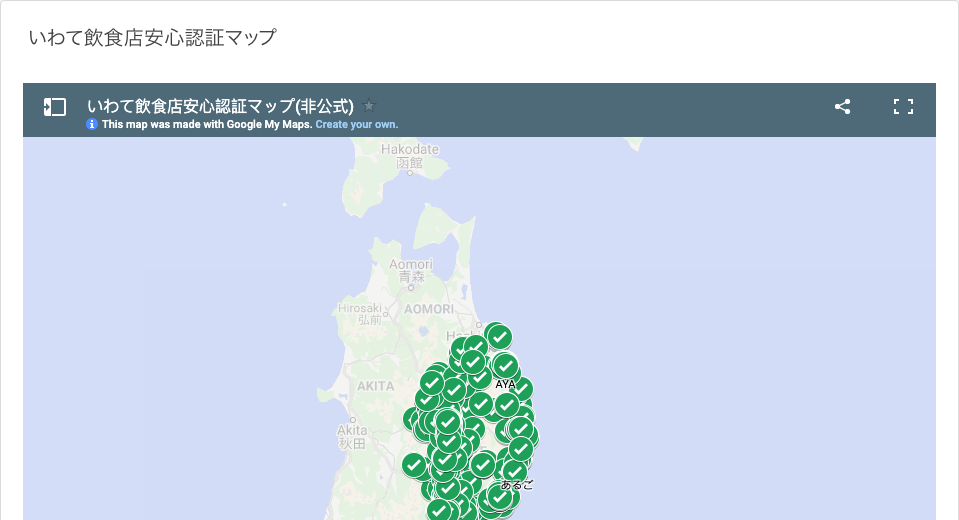 いわて飲食店安心認証マップ
いわて飲食店安心認証マップ(非公式)
This map was made with Google My Maps. Create your own.
Hakodate
函館
Aomori
青森
Hirosaki
弘前
AOMORI
AYA
AKITA
Akita
秋田
あるご